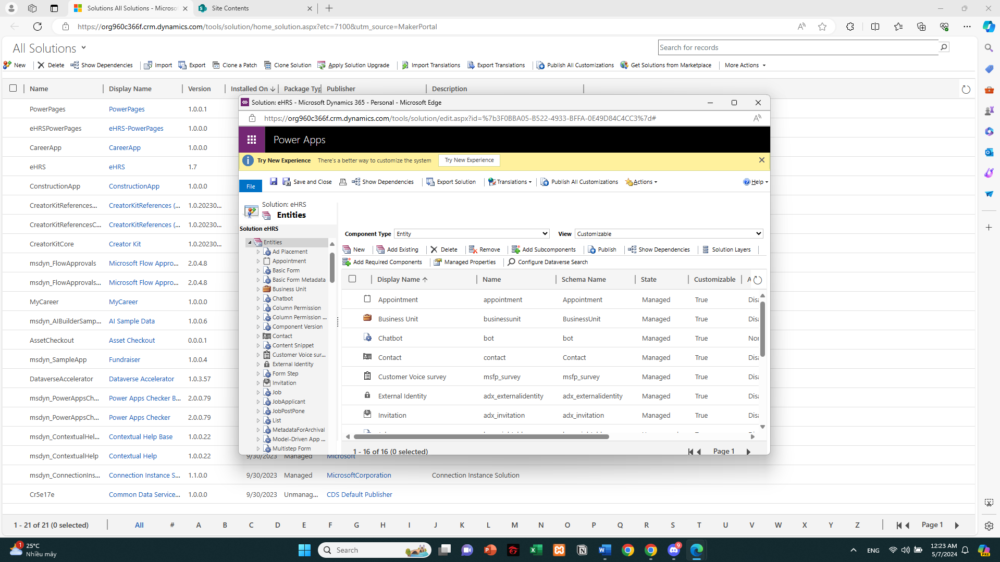 Solutions All Solutions - Microso
Site Contents
https://org960c366f.crm.dynamics.com/tools/solution/home_solution.aspx?etc=7100&utm_source=MakerPortal
All Solutions
Search for records
New Delete Show Dependencies Import Export Clone a Patch Clone Solution Apply Solution Upgrade Import Translations Export Translations Publish All Customizations Get Solutions from Marketplace More Actions
Name Display Name Version Installed On Package Typ Publisher Description
PowerPages PowerPages 1.0.0.1
eHRSPowerPages eHRS-PowerPages 1.0.0.0
CareerApp CareerApp 1.0.0.0
eHRS eHRS 1.7
ConstructionApp ConstructionApp 1.0.0.0
CreatorKitReferences... CreatorKitReferences (... 1.0.20230...
CreatorKitReferencesC... CreatorKitReferences (... 1.0.20230...
CreatorKitCore Creator Kit 1.0.20230...
msdyn_FlowApprovals Microsoft Flow Appro... 2.0.4.8
msdyn_FlowApprovals... Microsoft Flow Appro... 2.0.4.8
MyCareer MyCareer 1.0.0.0
msdyn_AIBuilderSamp... AI Sample Data 1.0.0.6
AssetCheckout Asset Checkout 0.0.0.1
msdyn_SampleApp Fundraiser 1.0.0.4
DataverseAccelerator Dataverse Accelerator 1.0.3.57
msdyn_PowerAppsCh... Power Apps Checker B... 2.0.0.79
msdyn_PowerAppsCh... Power Apps Checker 2.0.0.79
msdyn_ContextualHel... Contextual Help Base 1.0.0.22
msdyn_ContextualHelp Contextual Help 1.0.0.22 9/30/2023 Managed Microsoft
msdyn_ConnectionIns... Connection Instance S... 1.1.0.0 9/30/2023 Managed MicrosoftCorporation Connection Instance Solution
Cr5e17e Common Data Service... 1.0.0.0 9/30/2023 Unmanag... CDS Default Publisher
1 - 21 of 21 (0 selected) All # A B C D E F G H I J K L M N O P Q R S T U V W X Y Z Page 1
Solution: eHRS - Microsoft Dynamics 365 - Personal - Microsoft Edge
https://org960c366f.crm.dynamics.com/tools/solution/edit.aspx?id=%7b3F0BBA05-B522-4933-BFFA-0E49D84C4CC3%7d#
Power Apps
Try New Experience There's a better way to customize the system Try New Experience
File Save and Close Show Dependencies Export Solution Translations Publish All Customizations Actions Help
Solution: eHRS
Entities
Solution eHRS
Entities
Ad Placement
Appointment
Basic Form
Basic Form Metadata
Business Unit
Chatbot
Column Permission
Column Permission ...
Component Version
Contact
Content Snippet
Customer Voice sur...
External Identity
Form Step
Invitation
Job
JobApplicant
JobPostPone
List
MetadataForArchival
Model-Driven App ...
Multistep Form
Component Type Entity View Customizable
New Add Existing Delete Remove Add Subcomponents Publish Show Dependencies Solution Layers
Add Required Components Managed Properties Configure Dataverse Search
Display Name Name Schema Name State Customizable A
Appointment appointment Appointment Managed True Disa
Business Unit businessunit BusinessUnit Managed True Disa
Chatbot bot bot Managed True Nor
Contact contact Contact Managed True Disa
Customer Voice survey msfp_survey msfp_survey Managed True Disa
External Identity adx_externalidentity adx_externalidentity Managed True Disa
Invitation adx_invitation adx_invitation Managed True Disa
1 - 16 of 16 (0 selected) Page 1
1
25°C
Nhiều mây
Search
9
ENG
12:23 AM
5/7/2024
PRE